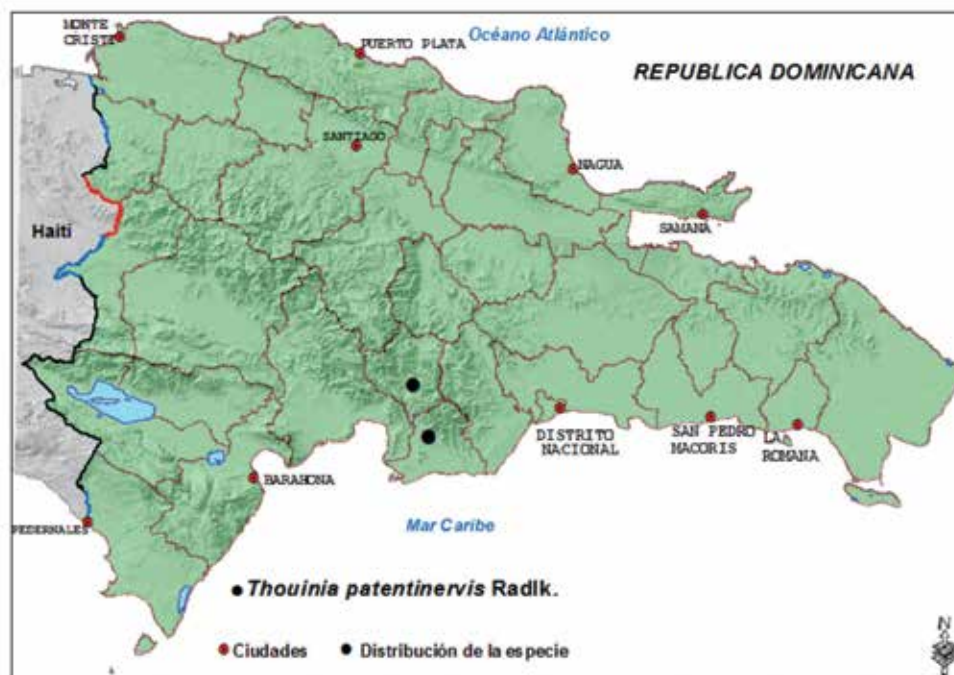 MONTE
CRISTI
PUERTO PLATA
Océano Atlántico
REPUBLICA DOMINICANA
SANTIAGO
NAGUA
SAMANA
Haití
DISTRITO
NACIONAL
SAN PEDRO
MACORIS
LA
ROMANA
BARAHONA
PEDERNALES
Mar Caribe
Thouinia patentinervis Radlk.
Ciudades
Distribución de la especie
N